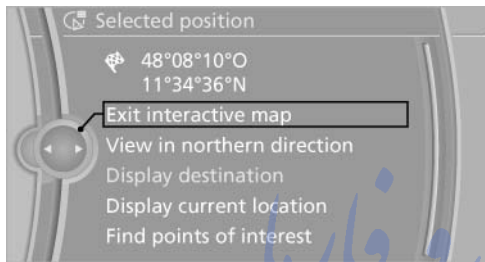 Selected position
48°08'10"O
11°34'36"N
Exit interactive map
View in northern direction
Display destination
Display current location
Find points of interest